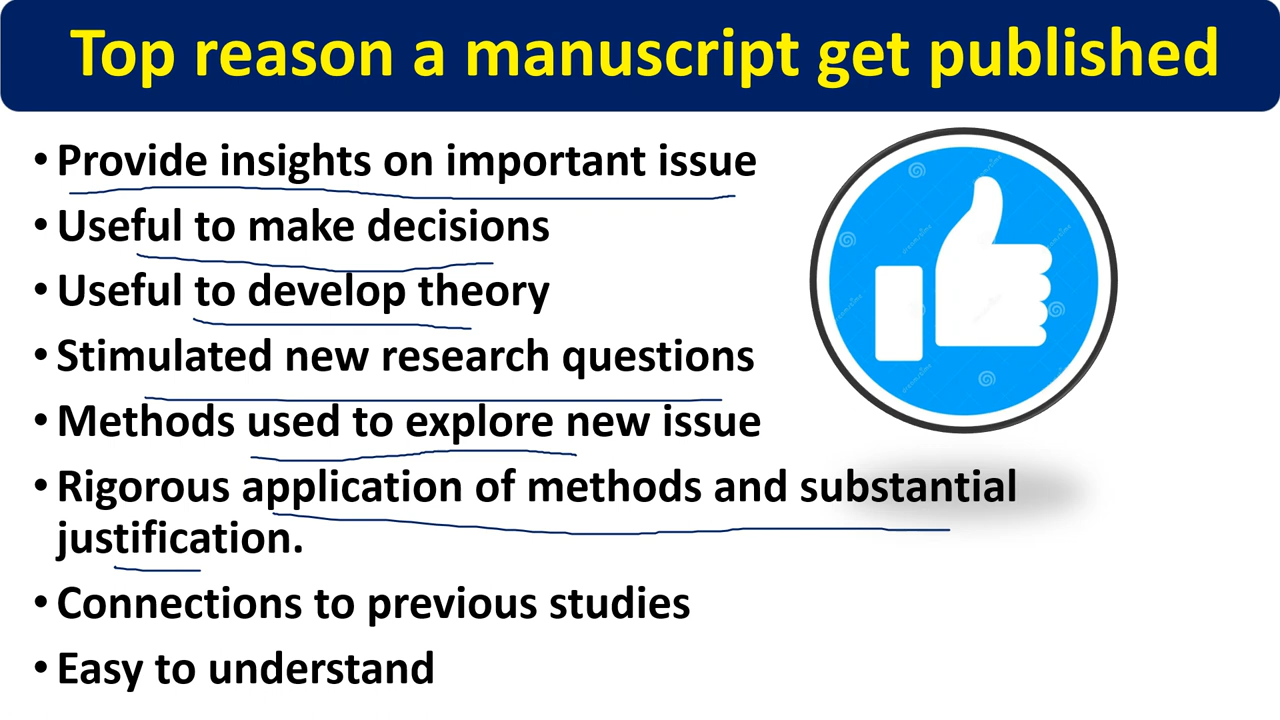 Top reason a manuscript get published
• Provide insights on important issue
• Useful to make decisions
• Useful to develop theory
• Stimulated new research questions
• Methods used to explore new issue
• Rigorous application of methods and substantial
justification.
• Connections to previous studies
• Easy to understand